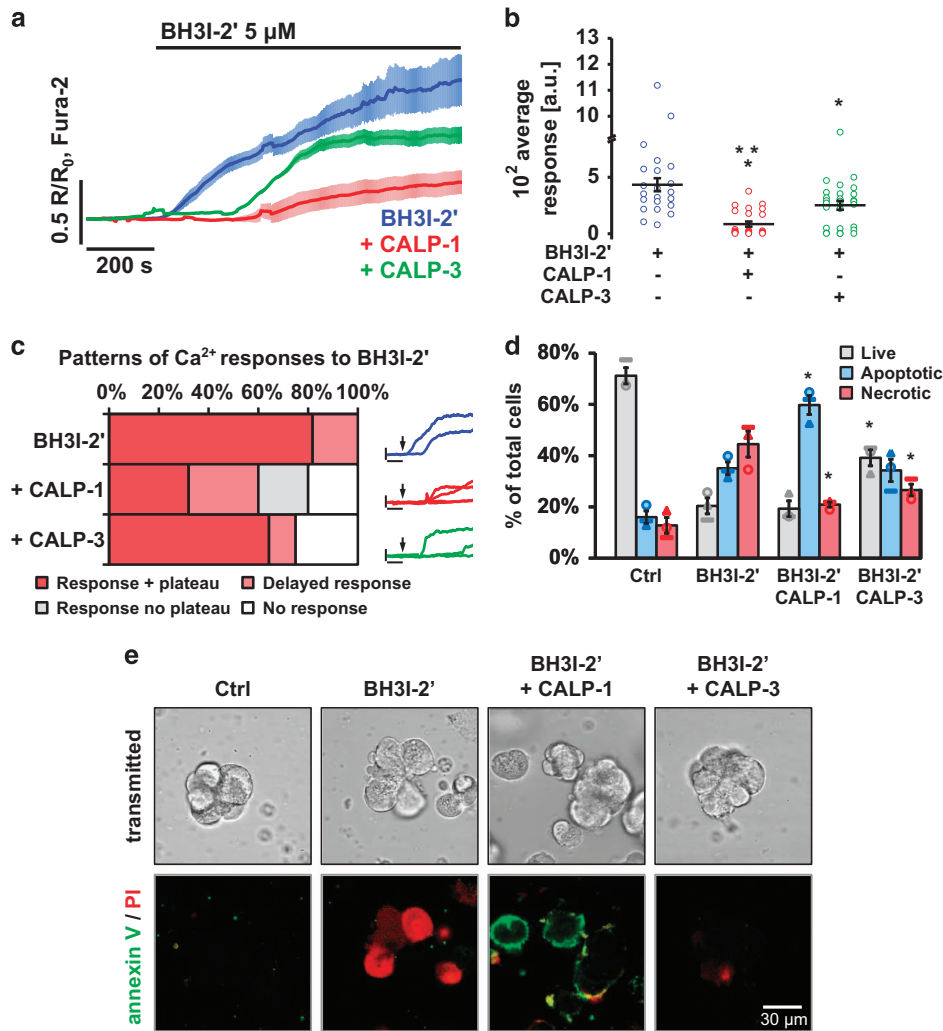 a
BH3I-2' 5 µM
0.5 R/R0, Fura-2
200 s
BH3I-2'
+ CALP-1
+ CALP-3
b
10² average
response [a.u.]
13
12
10
5
0
* *
*
*
BH3I-2' + + +
CALP-1 - + -
CALP-3 - - +
c
Patterns of Ca²⁺ responses to BH3I-2'
0% 20% 40% 60% 80% 100%
BH3I-2'
+ CALP-1
+ CALP-3
Response + plateau
Delayed response
Response no plateau
No response
d
% of total cells
80%
60%
40%
20%
0%
Live
Apoptotic
Necrotic
* * * *
Ctrl
BH3I-2'
BH3I-2'
CALP-1
BH3I-2'
CALP-3
e
Ctrl
BH3I-2’
BH3I-2’
+ CALP-1
BH3I-2’
+ CALP-3
transmitted
annexin V / PI
30 µm